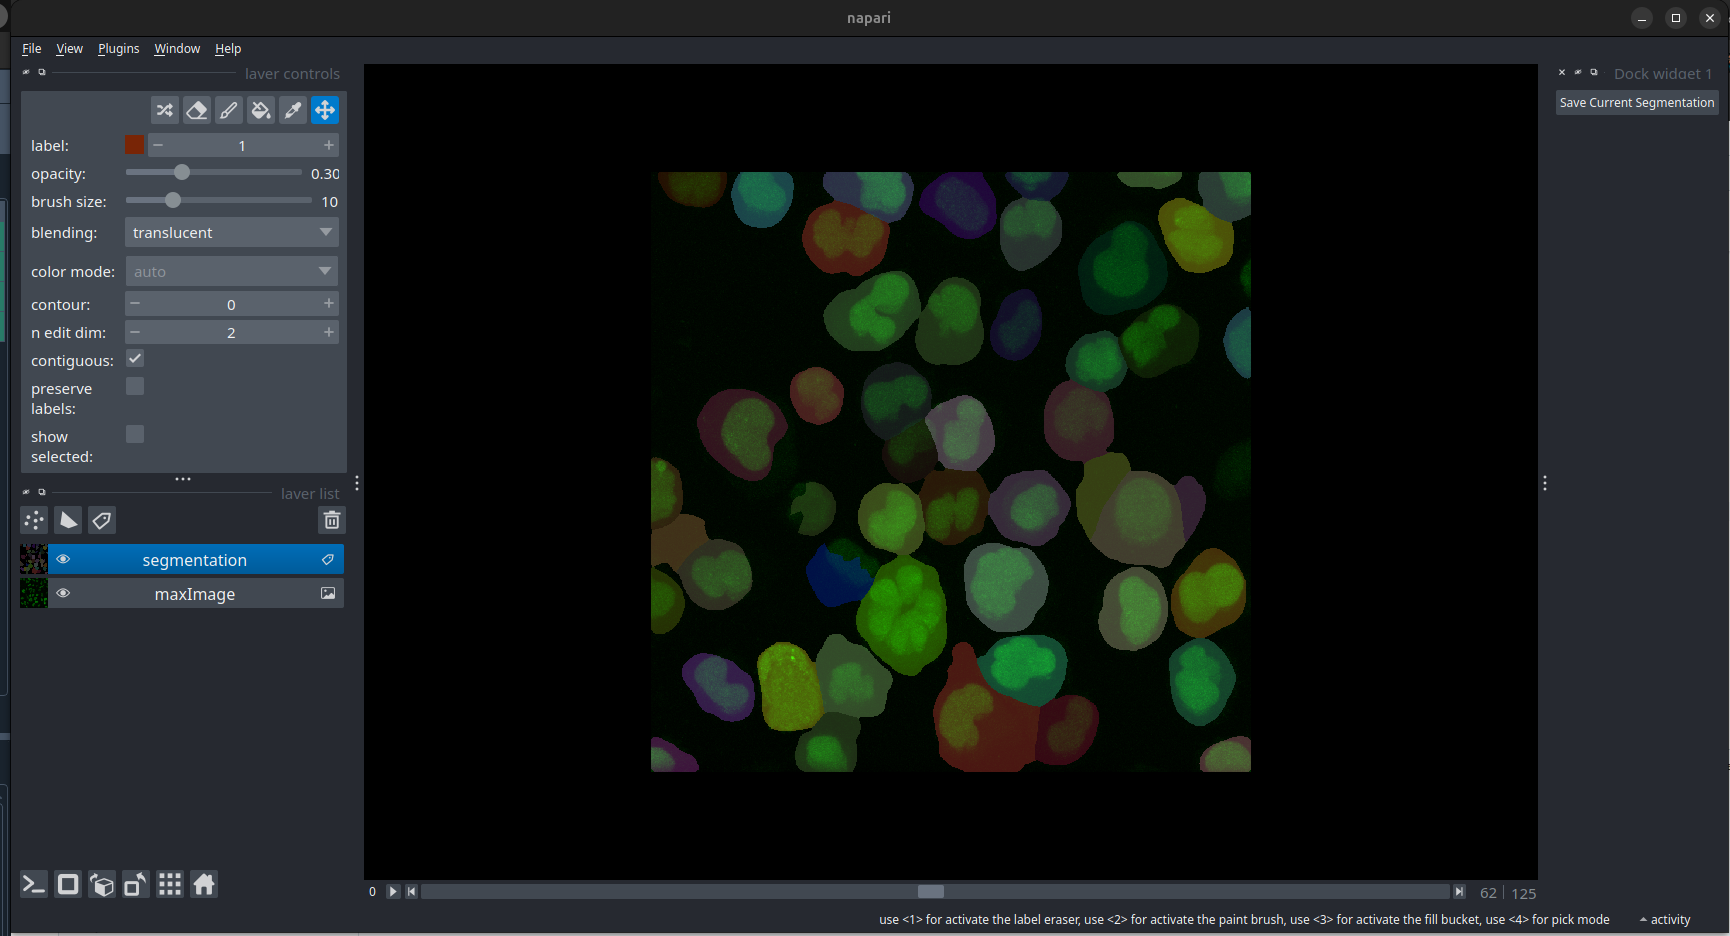 napari
File View Plugins Window Help
layer controls
label: 1
opacity: 0.30
brush size: 10
blending: translucent
color mode: auto
contour: 0
n edit dim: 2
contiguous:
preserve
labels:
show
selected:
layer list
segmentation
maxImage
Dock widget 1
Save Current Segmentation
0 62 125
use <1> for activate the label eraser, use <2> for activate the paint brush, use <3> for activate the fill bucket, use <4> for pick mode
activity